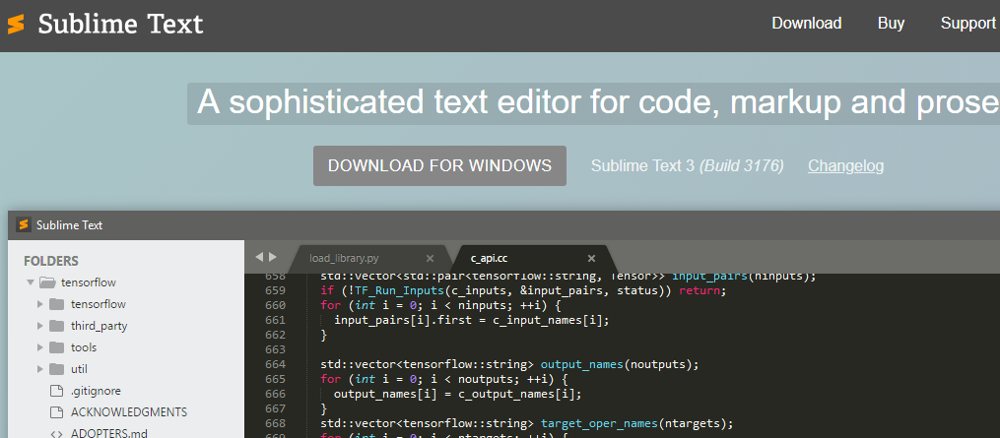 Sublime Text
Download Buy Support
A sophisticated text editor for code, markup and prose
DOWNLOAD FOR WINDOWS
Sublime Text 3 (Build 3176) Changelog
Sublime Text
FOLDERS
tensorflow
tensorflow
third_party
tools
util
.gitignore
ACKNOWLEDGMENTS
ADOPTERS.md
load_library.py
c_api.cc
658 std::vector<std::pair<tensorflow::string, Tensor>> input_pairs(ninputs);
659 if (!TF_Run_Inputs(c_inputs, &input_pairs, status)) return;
660 for (int i = 0; i < ninputs; ++i) {
661 input_pairs[i].first = c_input_names[i];
662 }
663
664 std::vector<tensorflow::string> output_names(noutputs);
665 for (int i = 0; i < noutputs; ++i) {
666 output_names[i] = c_output_names[i];
667 }
668 std::vector<tensorflow::string> target_oper_names(ntargets);
669 for (int i = 0; i < ntargets; ++i) {